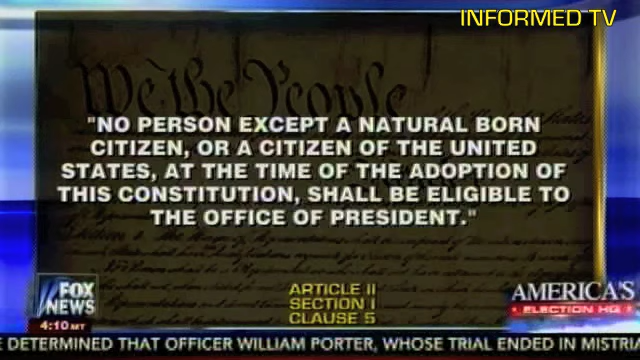 INFORMED TV
We the People
"NO PERSON EXCEPT A NATURAL BORN
CITIZEN, OR A CITIZEN OF THE UNITED
STATES, AT THE TIME OF THE ADOPTION OF
THIS CONSTITUTION, SHALL BE ELIGIBLE TO
THE OFFICE OF PRESIDENT."
ARTICLE II
SECTION I
CLAUSE 5
FOX
NEWS
4:10 MT
AMERICA'S
ELECTION HQ
E DETERMINED THAT OFFICER WILLIAM PORTER, WHOSE TRIAL ENDED IN MISTRIA